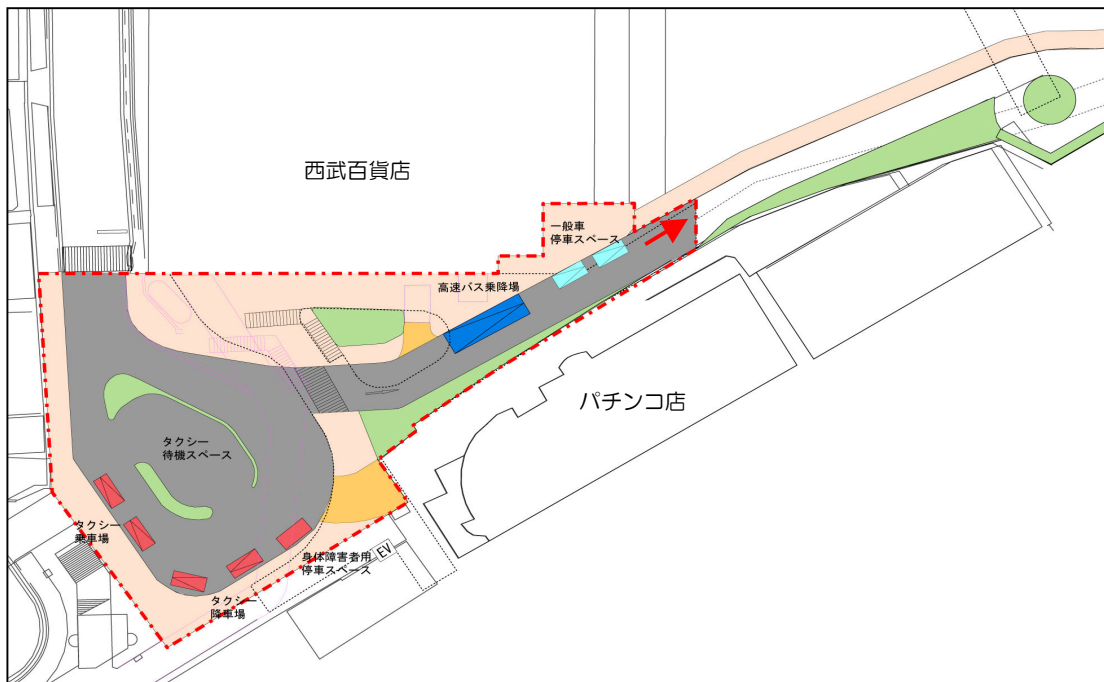 西武百貨店
一般車
停車スペース
高速バス乗降場
パチンコ店
タクシー
待機スペース
タクシー
乗車場
身体障害者用
停車スペース
EV
タクシー
降車場